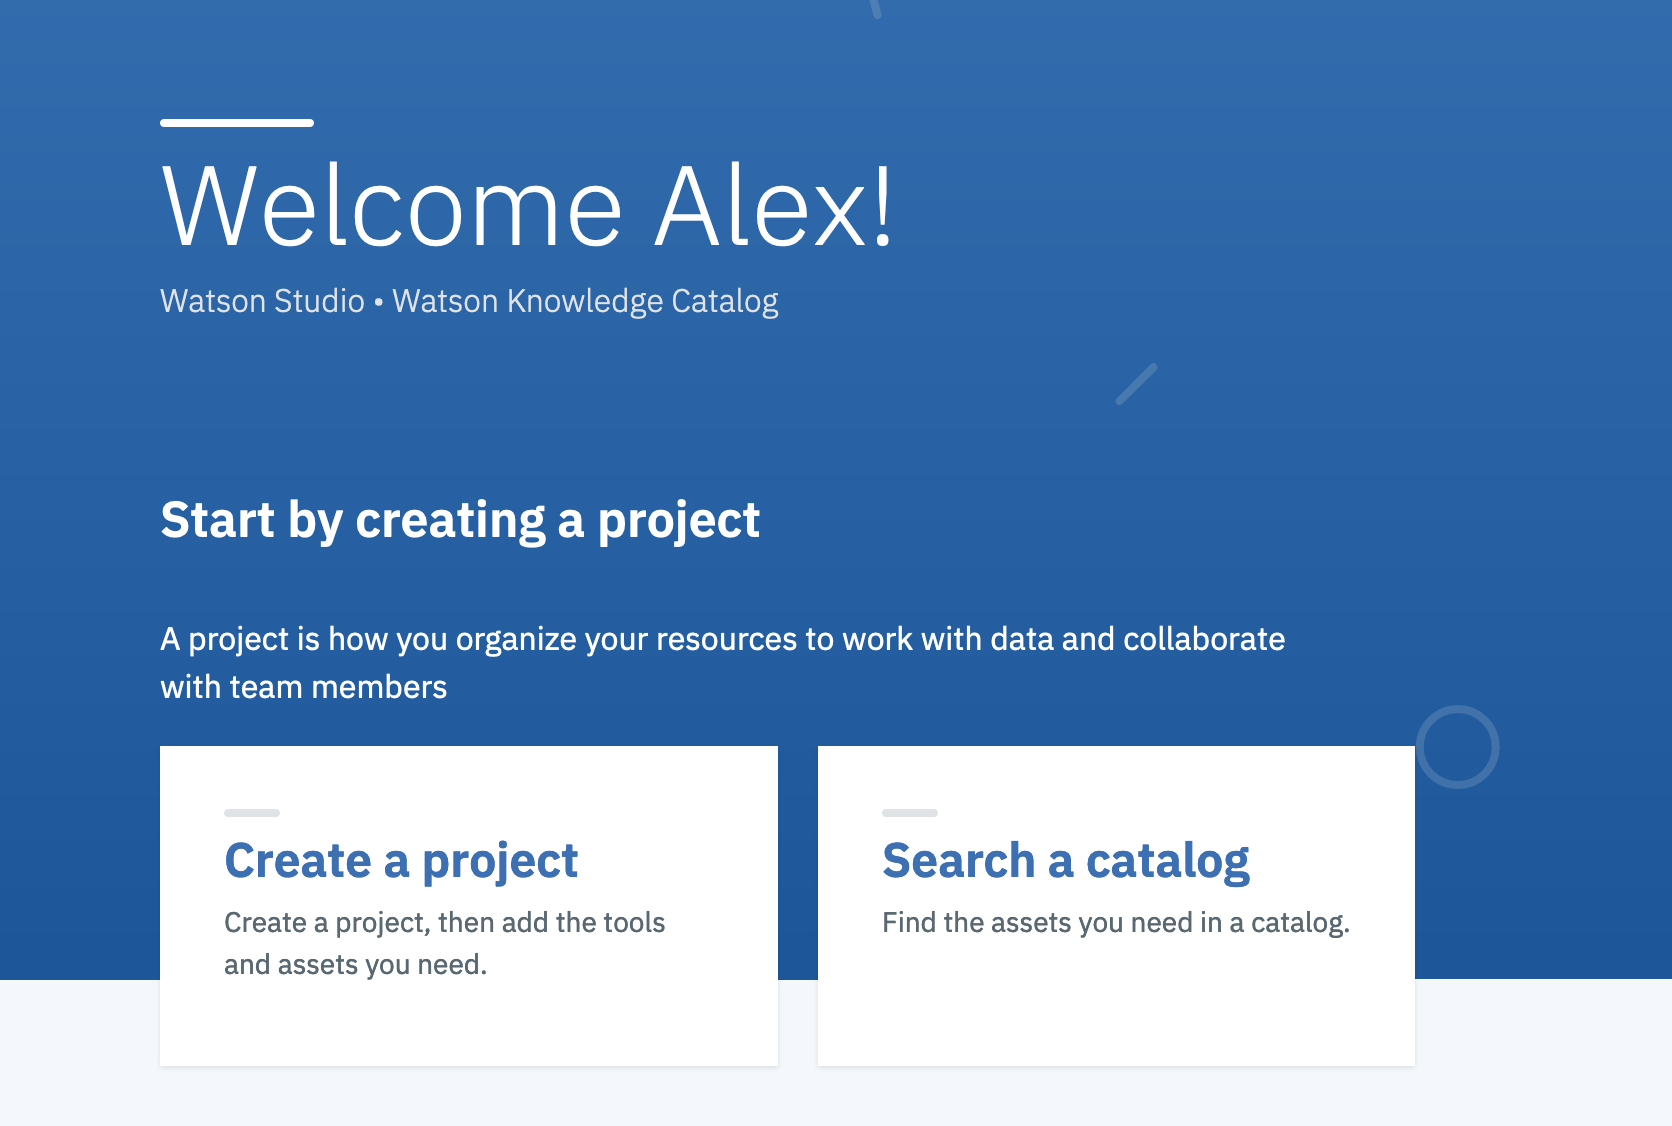 Welcome Alex!
Watson Studio • Watson Knowledge Catalog
Start by creating a project
A project is how you organize your resources to work with data and collaborate
with team members
Create a project
Create a project, then add the tools
and assets you need.
Search a catalog
Find the assets you need in a catalog.